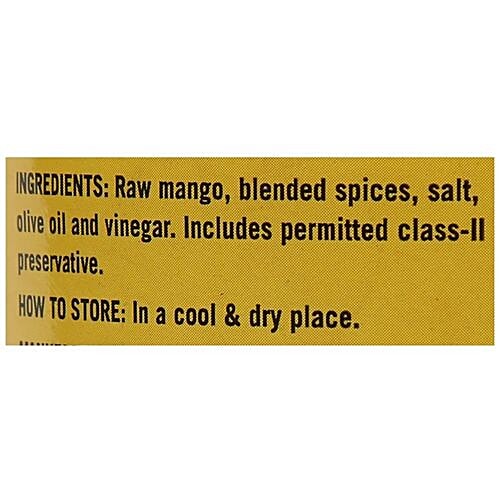 INGREDIENTS: Raw mango, blended spices, salt,
olive oil and vinegar. Includes permitted class-II
preservative.
HOW TO STORE: In a cool & dry place.